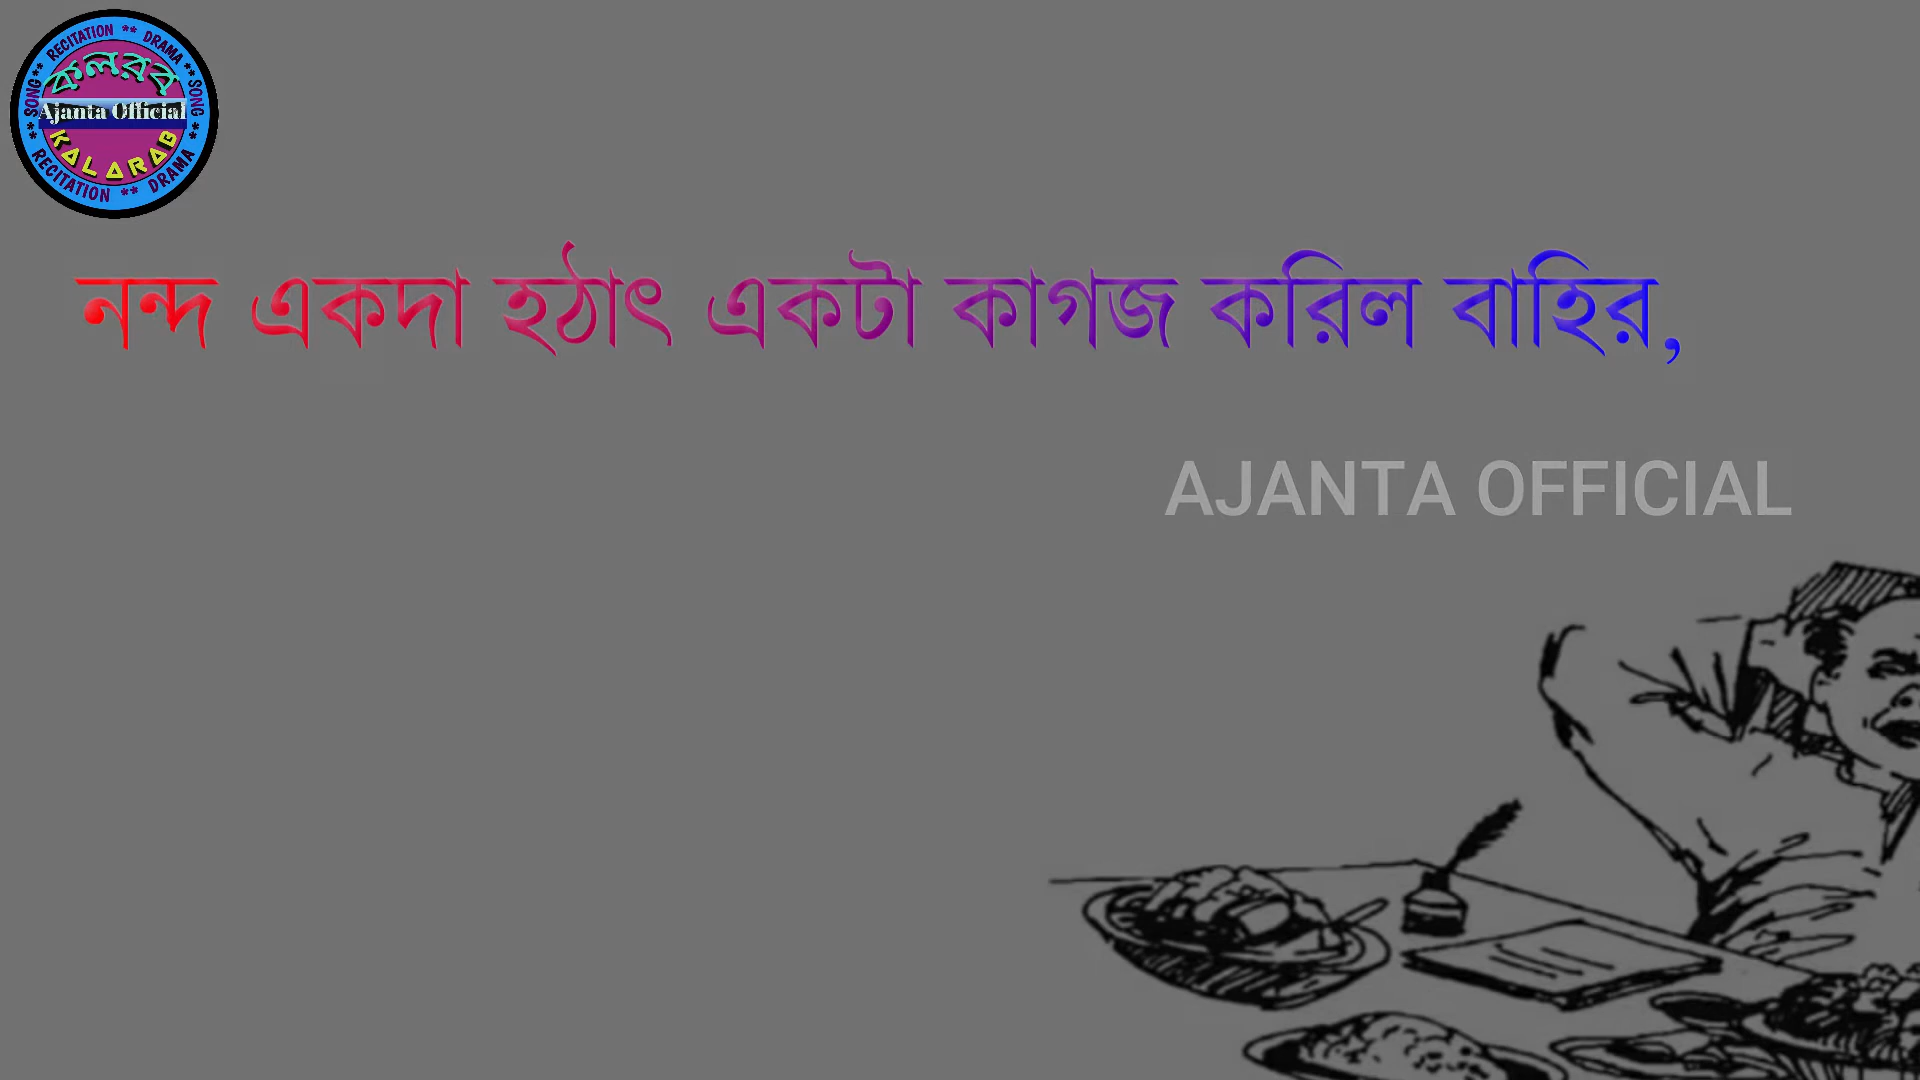 ** RECITATION ** DRAMA ** SONG
কলরব
Ajanta Official
KALARAB
** SONG ** RECITATION ** DRAMA **
নন্দ একদা হঠাৎ একটা কাগজ করিল বাহির,
AJANTA OFFICIAL